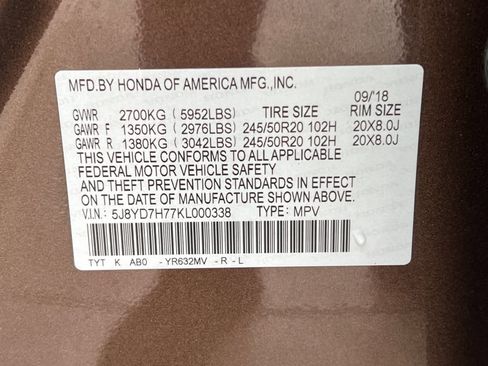 MFD.BY HONDA OF AMERICA MFG.,INC.
09/'18
GVWR 2700KG (5952LBS) TIRE SIZE RIM SIZE
GAWR F 1350KG (2976LBS) 245/50R20 102H 20X8.0J
GAWR R 1380KG (3042LBS) 245/50R20 102H 20X8.0J
THIS VEHICLE CONFORMS TO ALL APPLICABLE
FEDERAL MOTOR VEHICLE SAFETY
AND THEFT PREVENTION STANDARDS IN EFFECT
ON THE DATE OF MANUFACTURE SHOWN ABOVE.
V.I.N.: 5J8YD7H77KL000338 TYPE: MPV
TYT K AB0 - YR632MV - R - L